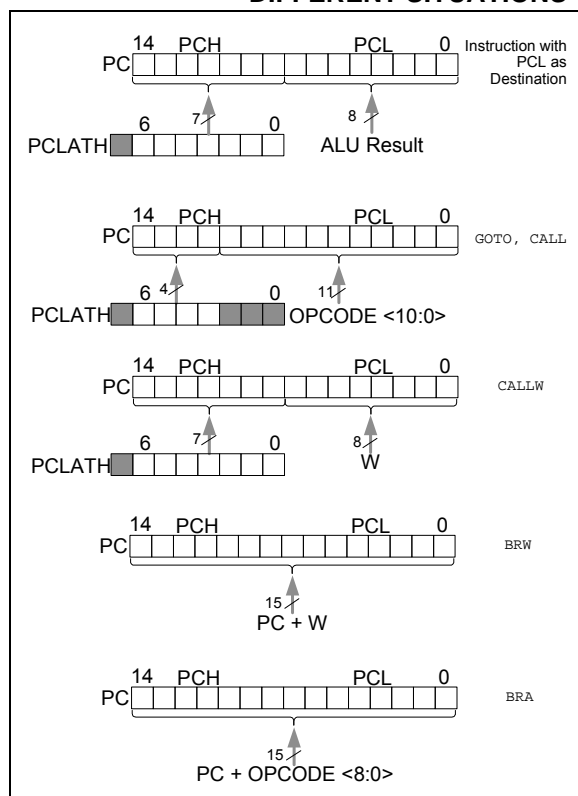 DIFFERENT SITUATIONS
14 PCH PCL 0
PC
Instruction with
PCL as
Destination
7 8
6 0
PCLATH
ALU Result
14 PCH PCL 0
PC
GOTO, CALL
4 11
6 0
PCLATH
OPCODE <10:0>
14 PCH PCL 0
PC
CALLW
7 8
6 0
W
PCLATH
14 PCH PCL 0
PC
BRW
15
PC + W
14 PCH PCL 0
PC
BRA
15
PC + OPCODE <8:0>